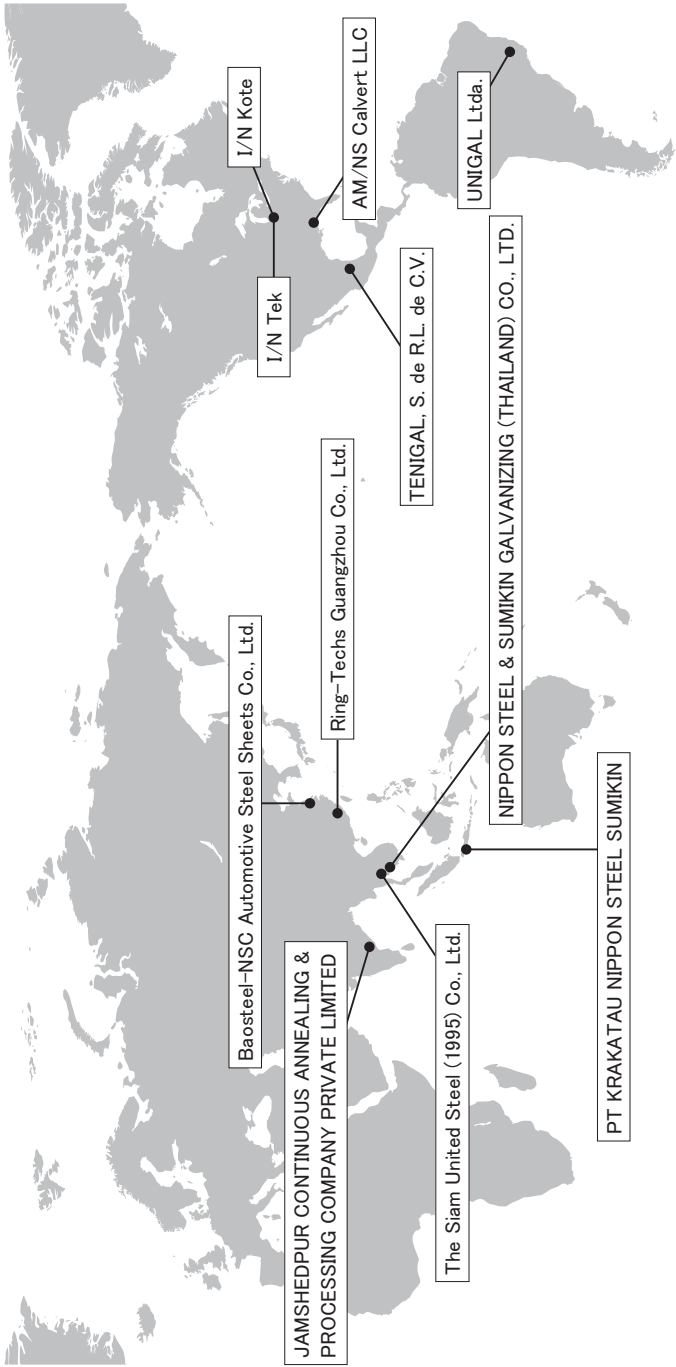 JAMSHEDPUR CONTINUOUS ANNEALING &
PROCESSING COMPANY PRIVATE LIMITED
Baosteel-NSC Automotive Steel Sheets Co., Ltd.
The Siam United Steel (1995) Co., Ltd.
PT KRAKATAU NIPPON STEEL SUMIKIN
Ring-Techs Guangzhou Co., Ltd.
NIPPON STEEL & SUMIKIN GALVANIZING (THAILAND) CO., LTD.
I/N Tek
TENIGAL, S. de R.L. de C.V.
I/N Kote
AM/NS Calvert LLC
UNIGAL Ltda.